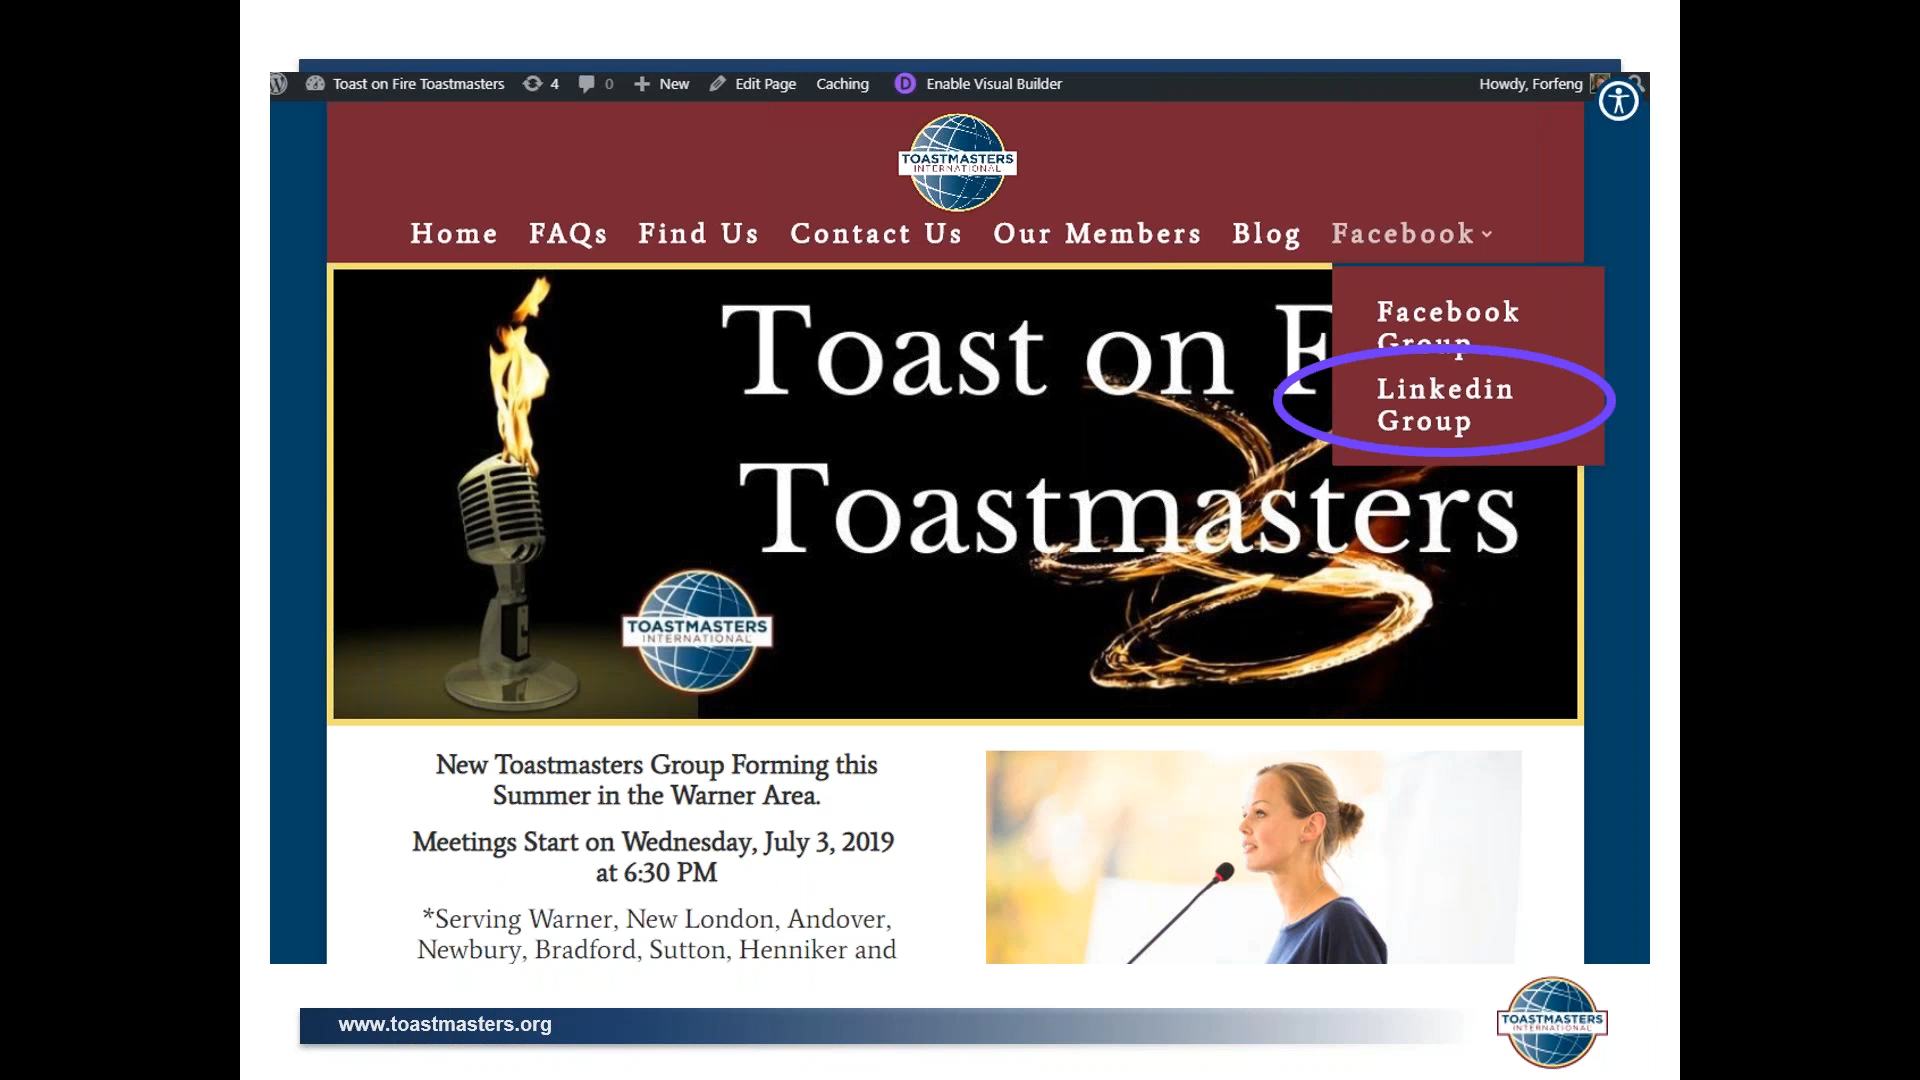 Toast on Fire Toastmasters 4 0 New Edit Page Caching D Enable Visual Builder Howdy, Forfeng
TOASTMASTERS
INTERNATIONAL
Home FAQs Find Us Contact Us Our Members Blog Facebook
Facebook
Group
Linkedin
Group
Toast on F
Toastmasters
TOASTMASTERS
INTERNATIONAL
New Toastmasters Group Forming this
Summer in the Warner Area.
Meetings Start on Wednesday, July 3, 2019
at 6:30 PM
*Serving Warner, New London, Andover,
Newbury, Bradford, Sutton, Henniker and
www.toastmasters.org
TOASTMASTERS
INTERNATIONAL